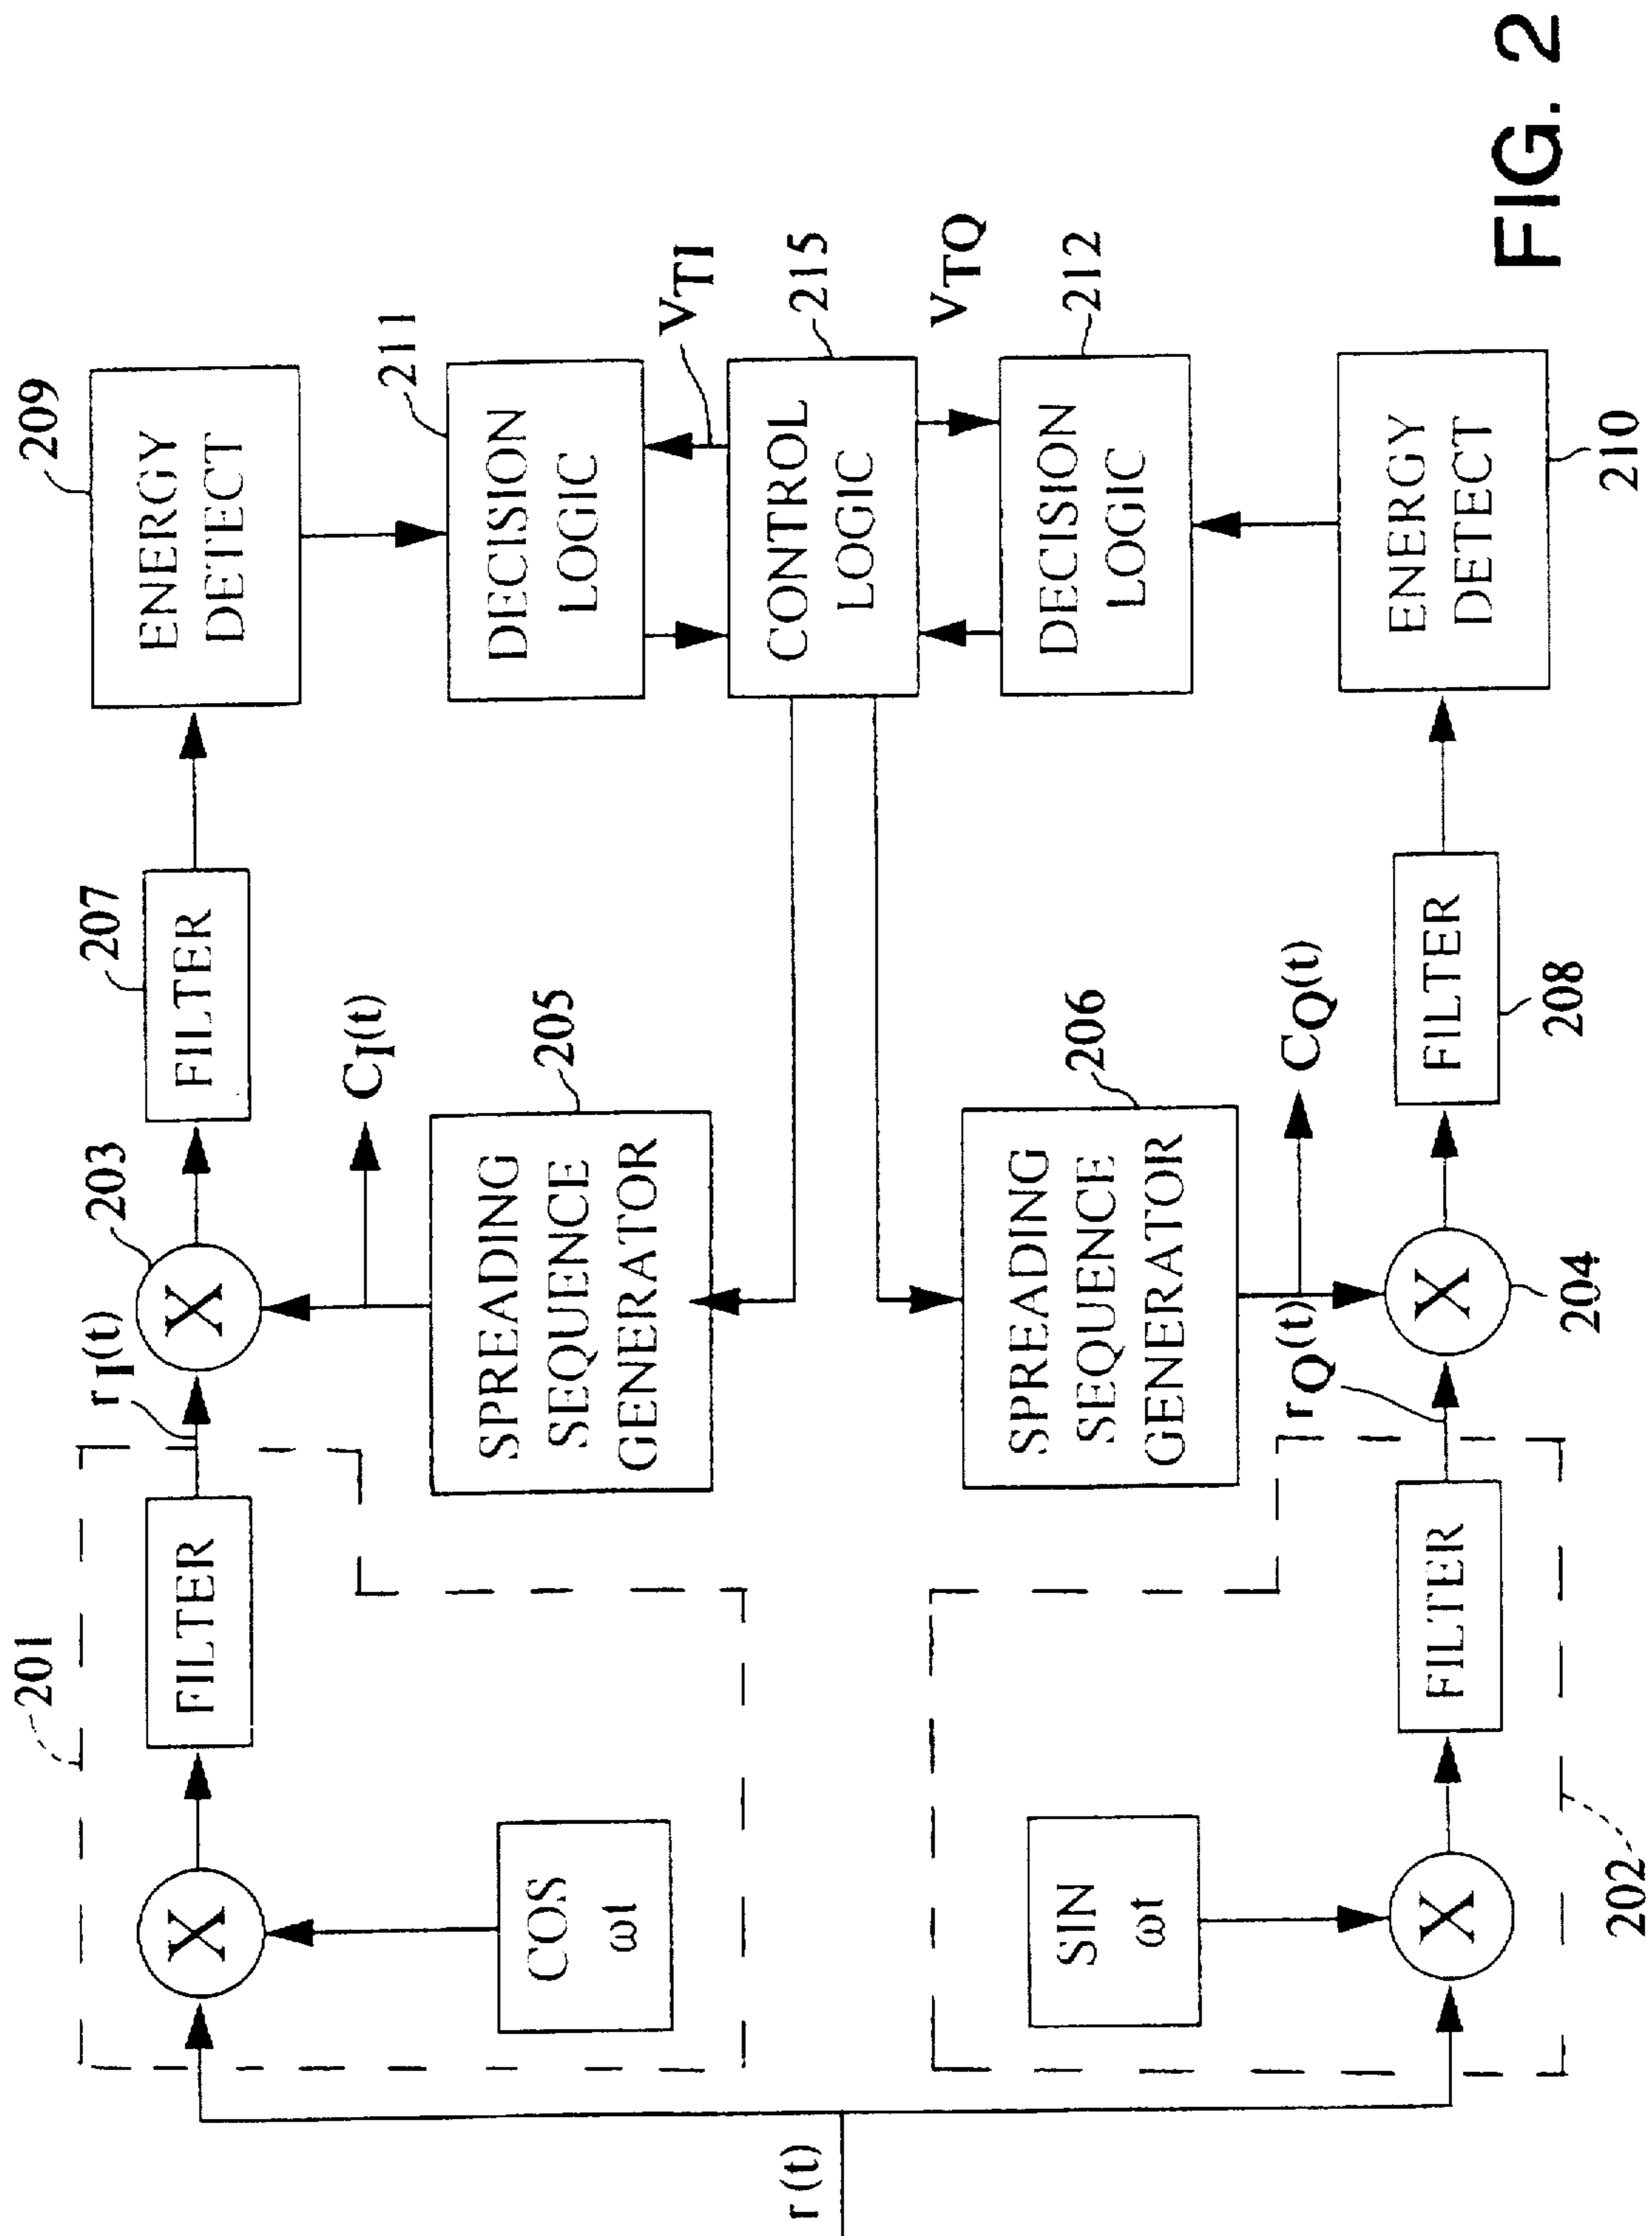 201
FILTER
X
COS
ωt
rI(t)
203
X
207
FILTER
209
ENERGY
DETECT
CI(t)
205
SPREADING
SEQUENCE
GENERATOR
211
DECISION
LOGIC
VTI
r(t)
CONTROL
LOGIC
215
VTQ
SIN
ωt
206
SPREADING
SEQUENCE
GENERATOR
DECISION
LOGIC
212
rQ(t)
CQ(t)
X
FILTER
X
FILTER
ENERGY
DETECT
202
204
208
210
FIG. 2